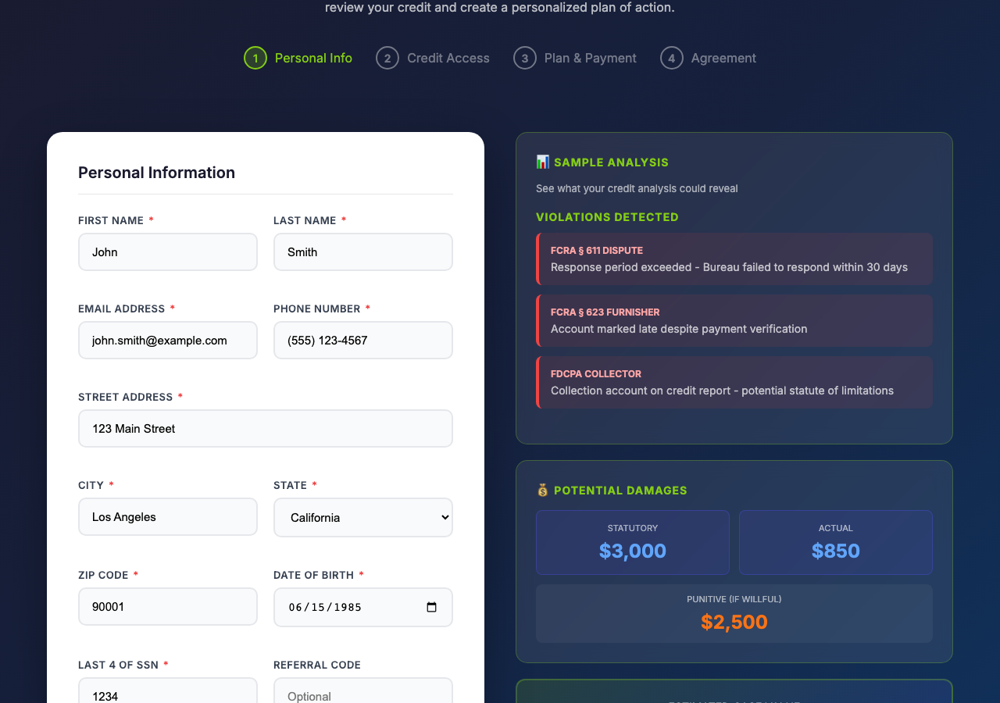 review your credit and create a personalized plan of action.
1 Personal Info 2 Credit Access 3 Plan & Payment 4 Agreement
Personal Information
FIRST NAME * LAST NAME *
John Smith
EMAIL ADDRESS * PHONE NUMBER *
john.smith@example.com (555) 123-4567
STREET ADDRESS *
123 Main Street
CITY * STATE *
Los Angeles California
ZIP CODE * DATE OF BIRTH *
90001 06/15/1985
LAST 4 OF SSN * REFERRAL CODE
1234 Optional
📊 SAMPLE ANALYSIS
See what your credit analysis could reveal
VIOLATIONS DETECTED
FCRA § 611 DISPUTE
Response period exceeded - Bureau failed to respond within 30 days
FCRA § 623 FURNISHER
Account marked late despite payment verification
FDCPA COLLECTOR
Collection account on credit report - potential statute of limitations
💰 POTENTIAL DAMAGES
STATUTORY ACTUAL
$3,000 $850
PUNITIVE (IF WILLFUL)
$2,500